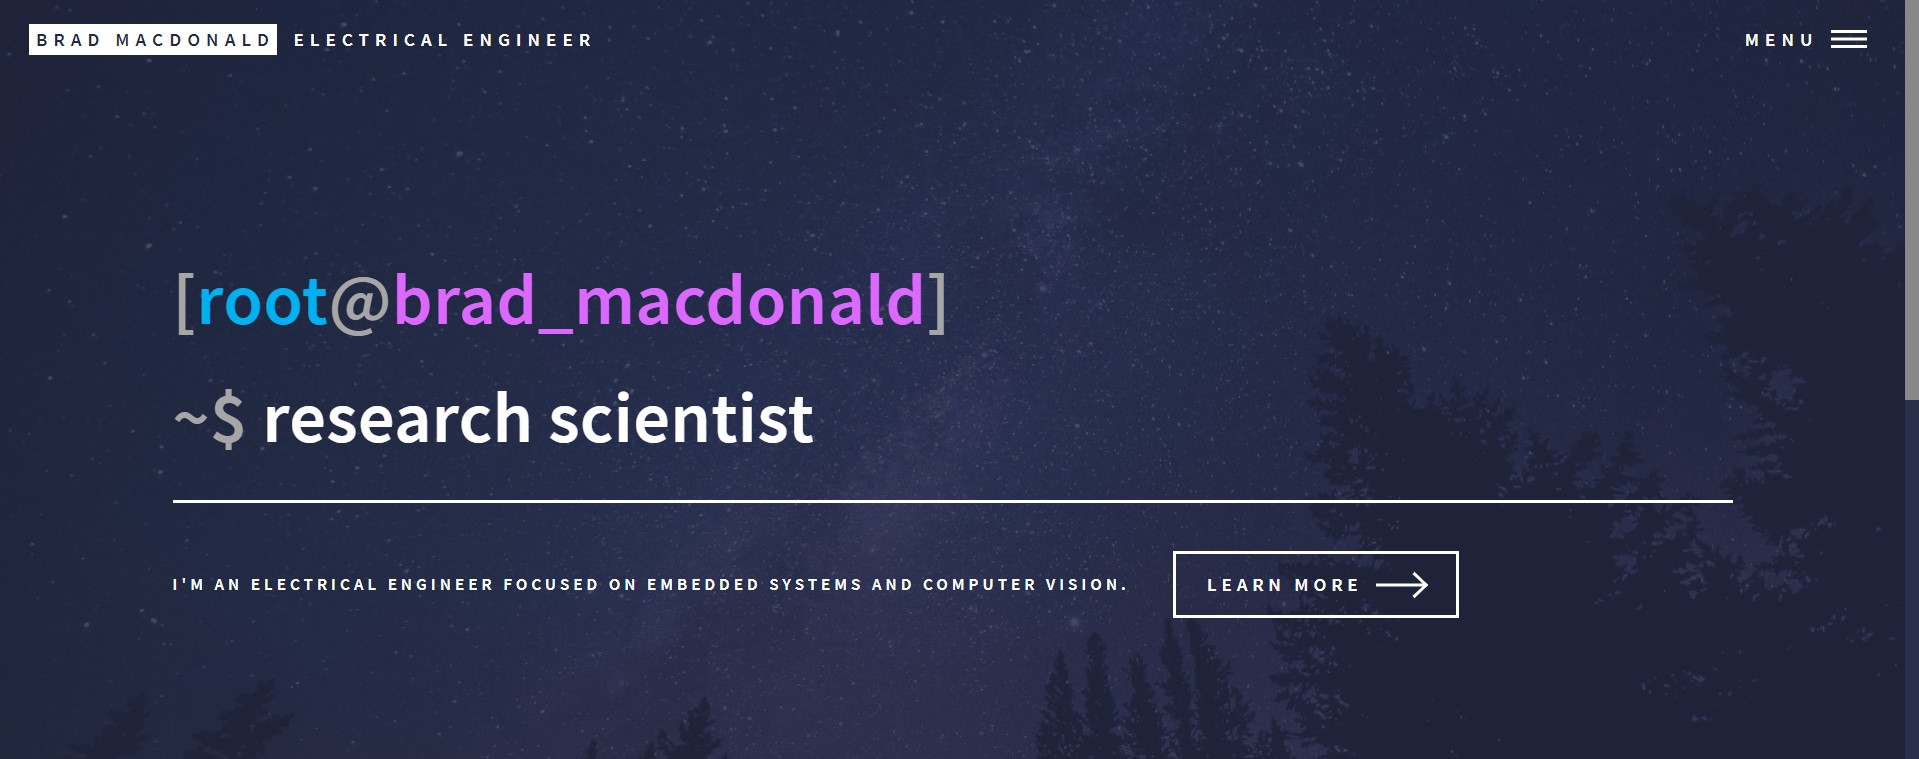 BRAD MACDONALD ELECTRICAL ENGINEER
MENU
[root@brad_macdonald]
~$ research scientist
I'M AN ELECTRICAL ENGINEER FOCUSED ON EMBEDDED SYSTEMS AND COMPUTER VISION.
LEARN MORE